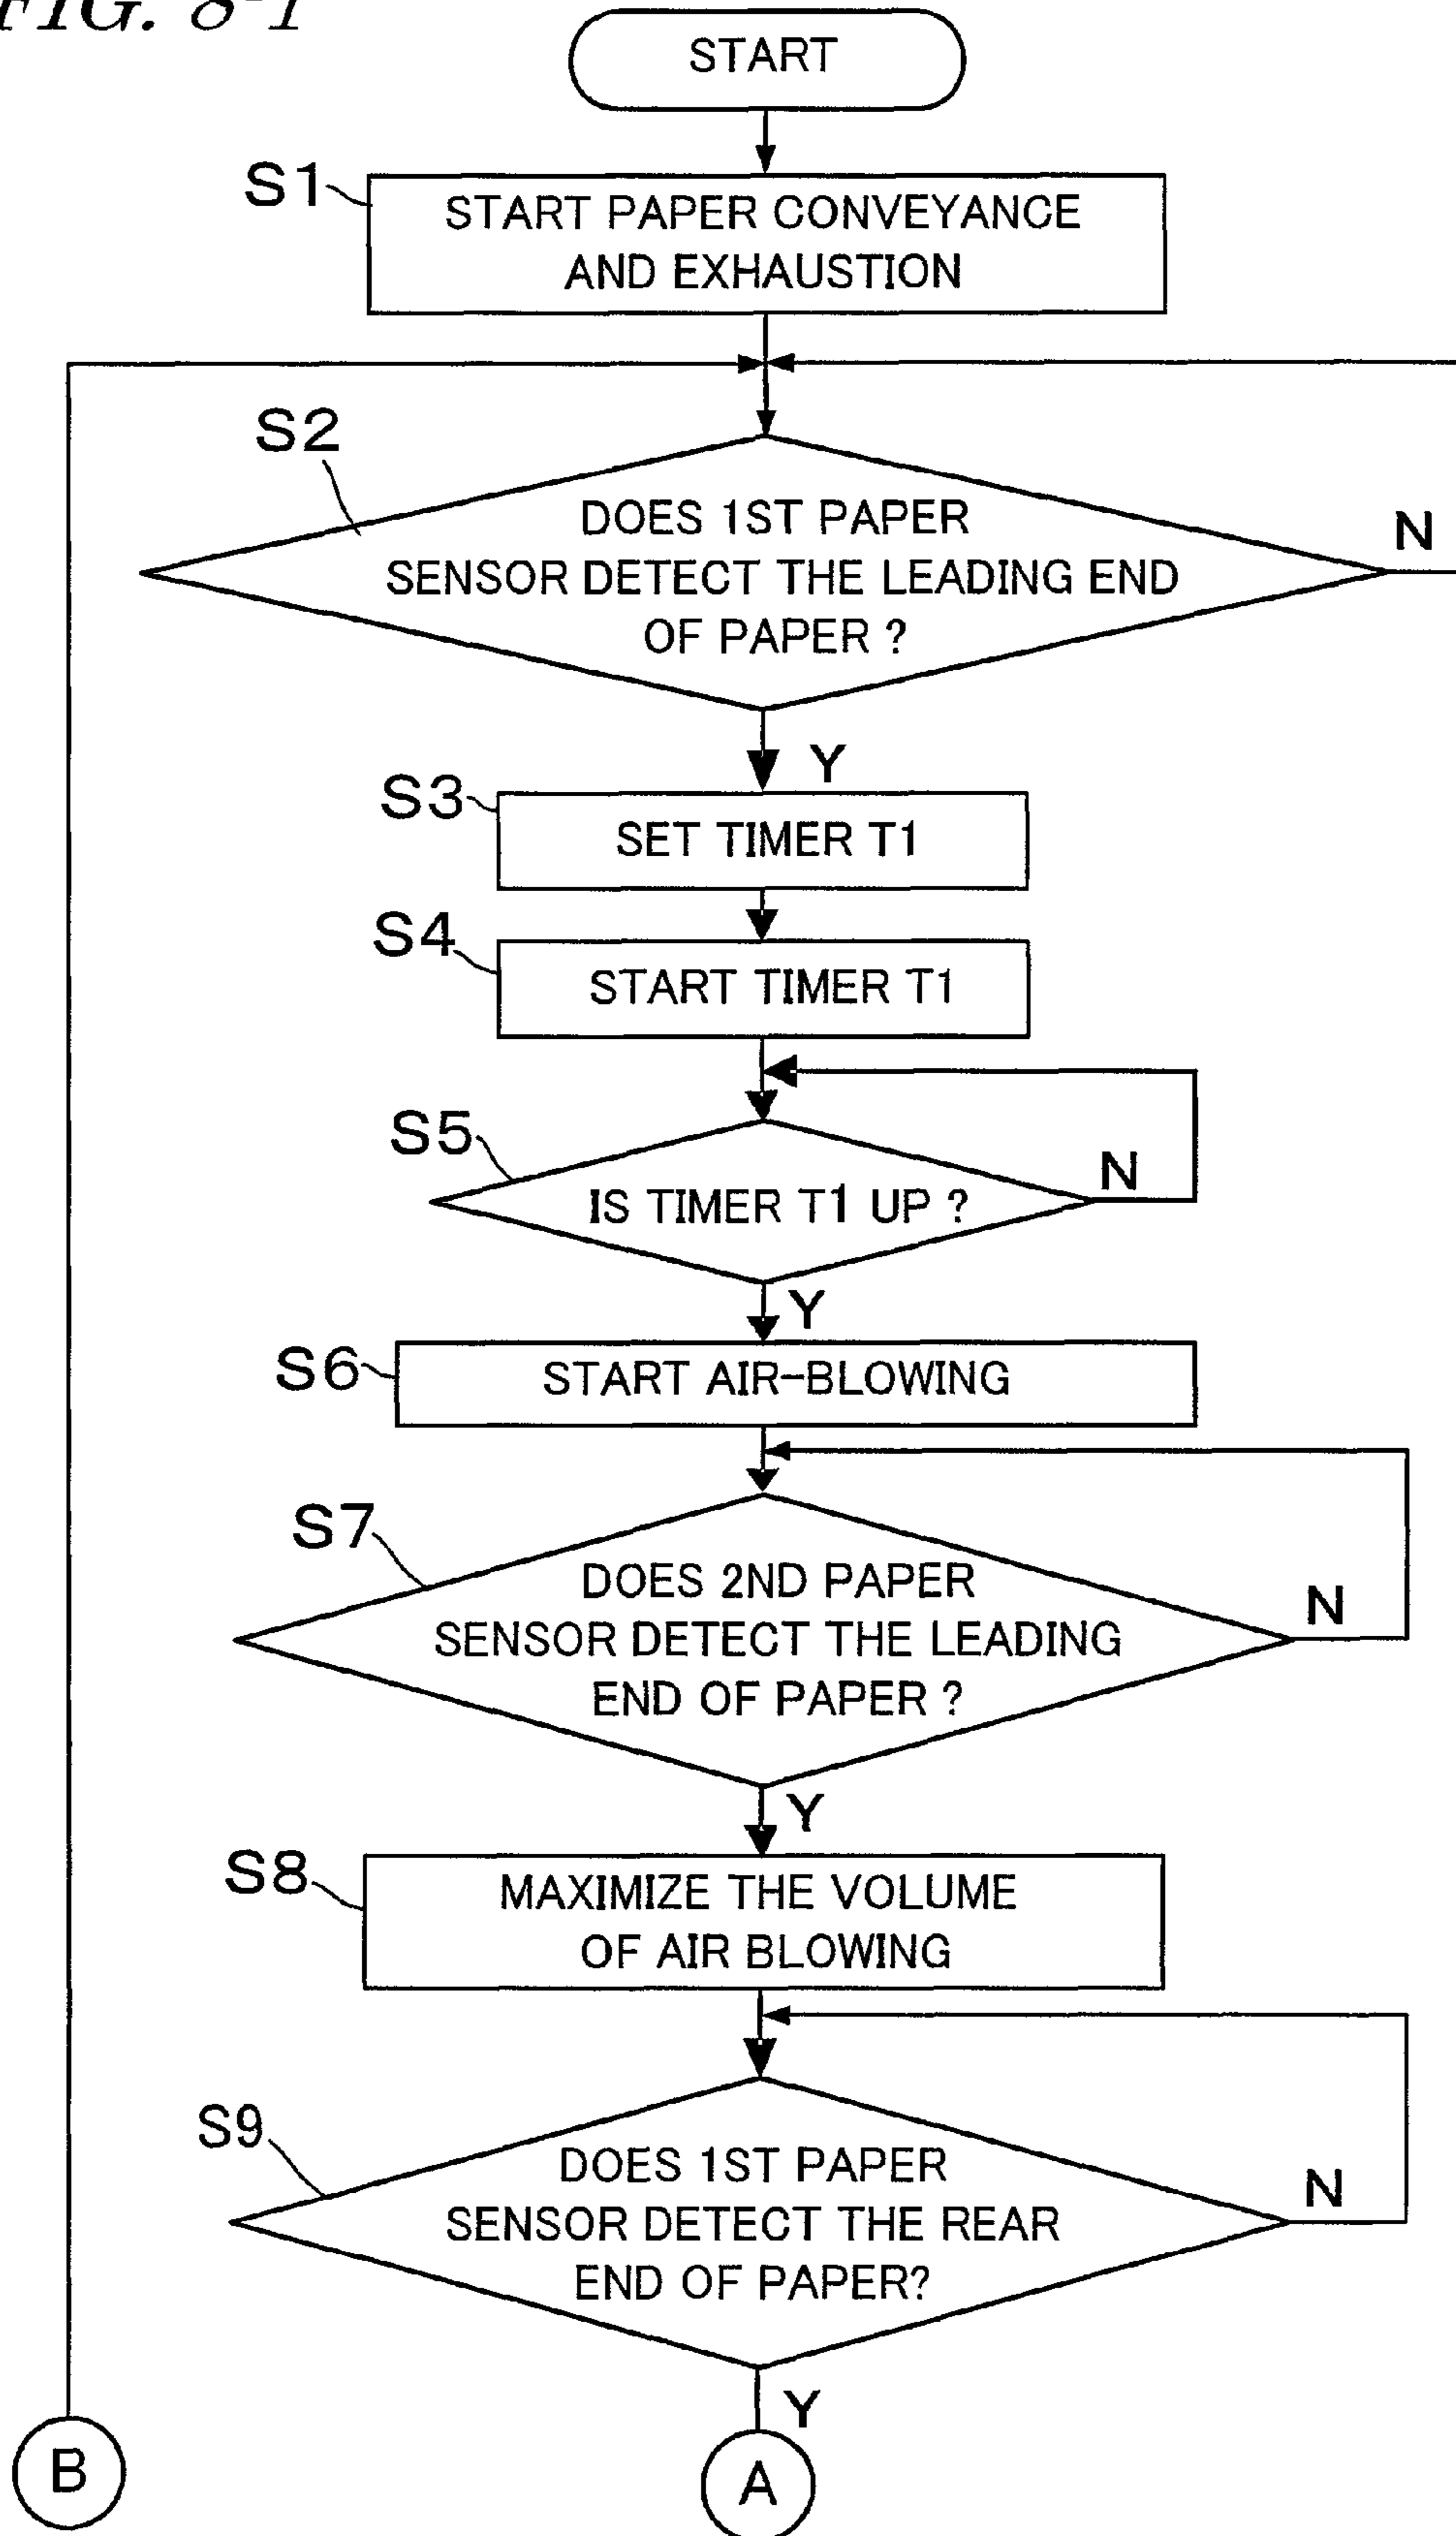 FIG. 8-1
START
S1
START PAPER CONVEYANCE
AND EXHAUSTION
S2
DOES 1ST PAPER
SENSOR DETECT THE LEADING END
OF PAPER ?
N
Y
S3
SET TIMER T1
S4
START TIMER T1
S5
IS TIMER T1 UP ?
N
Y
S6
START AIR-BLOWING
S7
DOES 2ND PAPER
SENSOR DETECT THE LEADING
END OF PAPER ?
N
Y
S8
MAXIMIZE THE VOLUME
OF AIR BLOWING
S9
DOES 1ST PAPER
SENSOR DETECT THE REAR
END OF PAPER?
N
Y
B
A